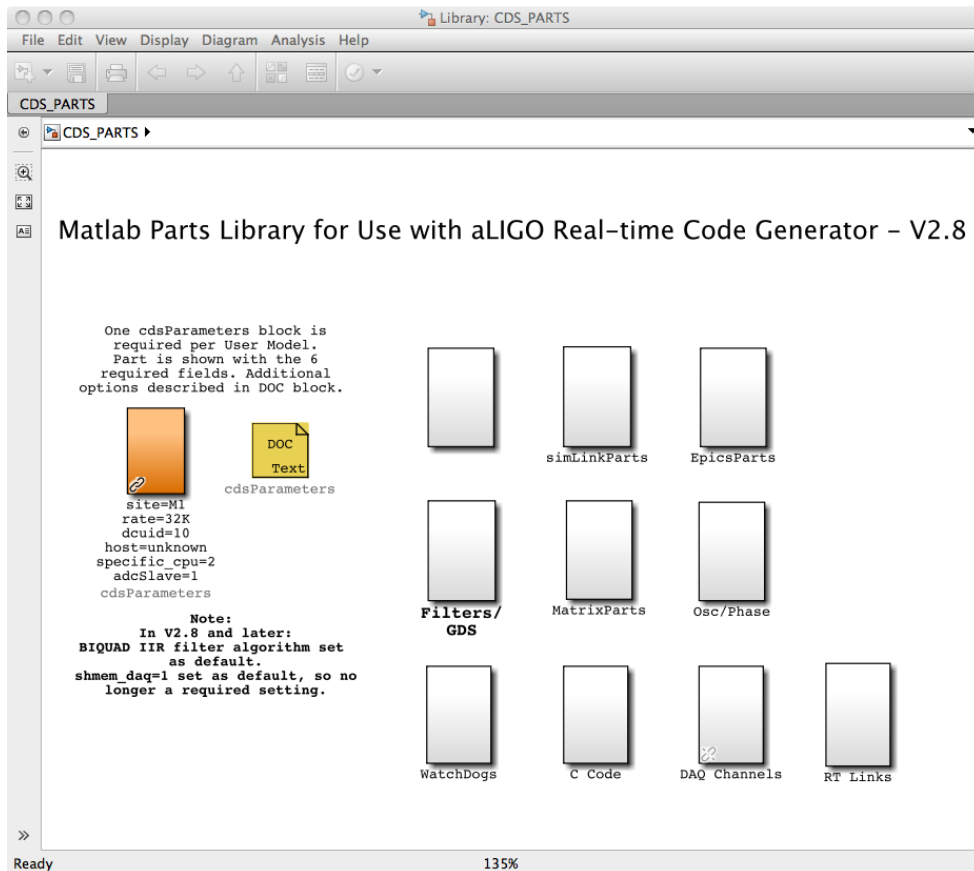 Library: CDS_PARTS
File Edit View Display Diagram Analysis Help
CDS_PARTS
CDS_PARTS
Matlab Parts Library for Use with aLIGO Real-time Code Generator - V2.8
One cdsParameters block is
required per User Model.
Part is shown with the 6
required fields. Additional
options described in DOC block.
DOC
Text
cdsParameters
site=M1
rate=32K
dcuid=10
host=unknown
specific_cpu=2
adcSlave=1
cdsParameters
Note:
In V2.8 and later:
BIQUAD IIR filter algorithm set
as default.
shmem_daq=1 set as default, so no
longer a required setting.
simLinkParts
EpicsParts
Filters/
GDS
MatrixParts
Osc/Phase
WatchDogs
C Code
DAQ Channels
RT Links
Ready
135%